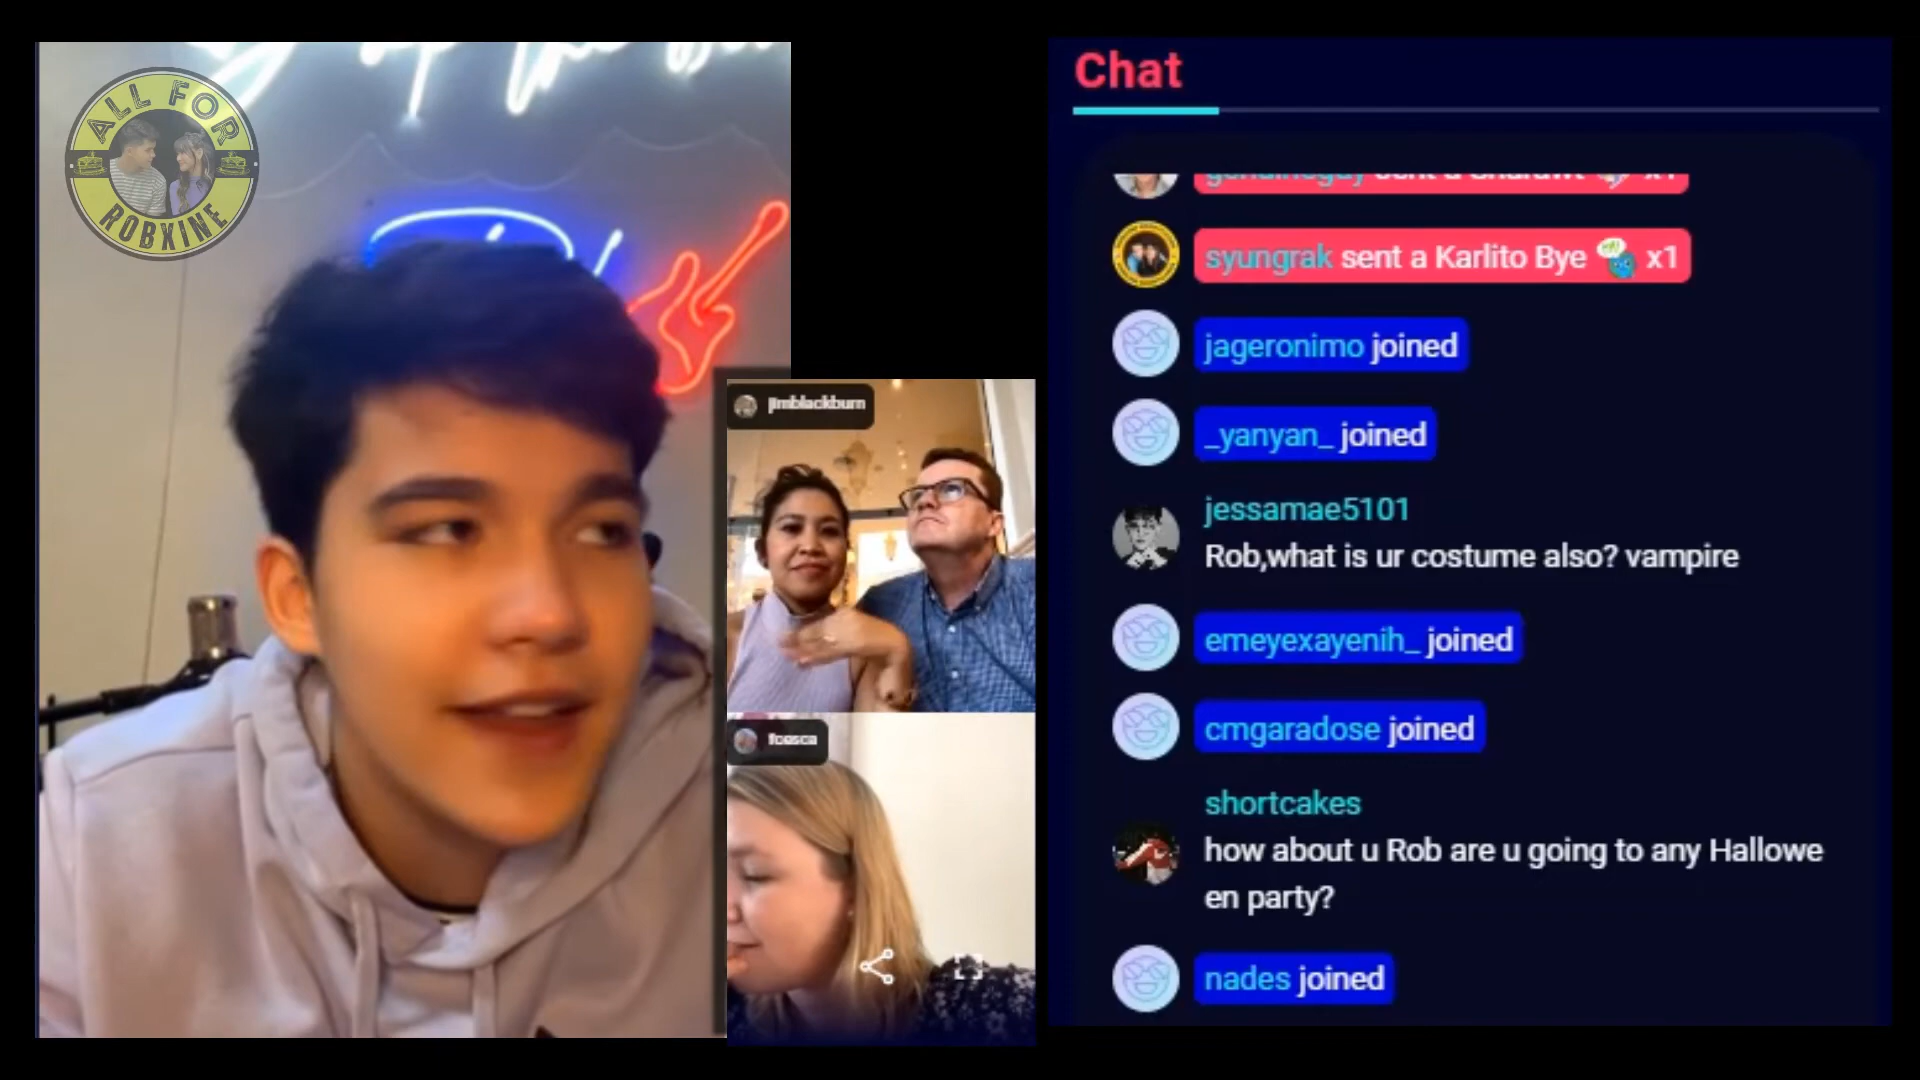 ALL FOR
ROBXINE
jimblackburn
fcesca
Chat
syungrak sent a Karlito Bye x1
jageronimo joined
_yanyan_ joined
jessamae5101
Rob,what is ur costume also? vampire
emeyexayenih_ joined
cmgaradose joined
shortcakes
how about u Rob are u going to any Hallowe
en party?
nades joined